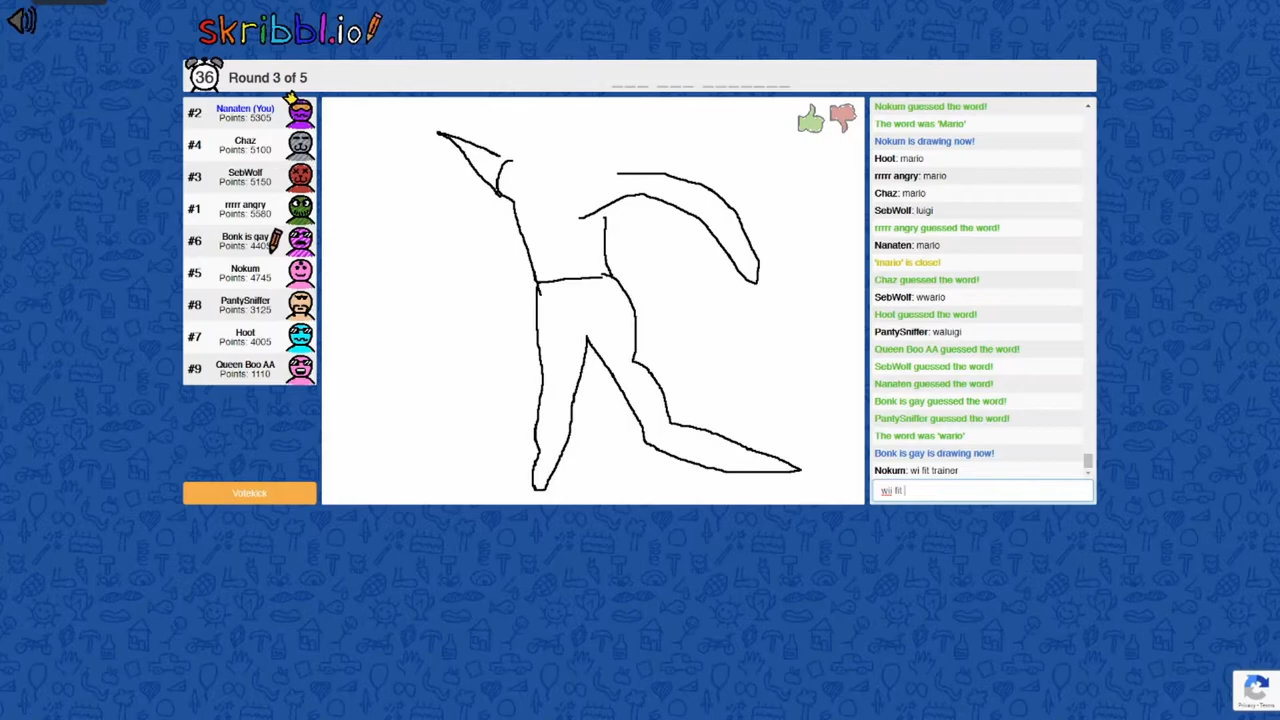 skribbl.io
36 Round 3 of 5
#2 Nanaten (You)
Points: 5305
#4 Chaz
Points: 5100
#3 SebWolf
Points: 5150
#1 rrrrr angry
Points: 5580
#6 Bonk is gay
Points: 4405
#5 Nokum
Points: 4745
#8 PantySniffer
Points: 3125
#7 Hoot
Points: 4005
#9 Queen Boo AA
Points: 1110
Votekick
Nokum guessed the word!
The word was 'Mario'
Nokum is drawing now!
Hoot: mario
rrrrr angry: mario
Chaz: mario
SebWolf: luigi
rrrrr angry guessed the word!
Nanaten: mario
'mario' is close!
Chaz guessed the word!
SebWolf: wwario
Hoot guessed the word!
PantySniffer: waluigi
Queen Boo AA guessed the word!
SebWolf guessed the word!
Nanaten guessed the word!
Bonk is gay guessed the word!
PantySniffer guessed the word!
The word was 'wario'
Bonk is gay is drawing now!
Nokum: wi fit trainer
wii fit
Privacy - Terms